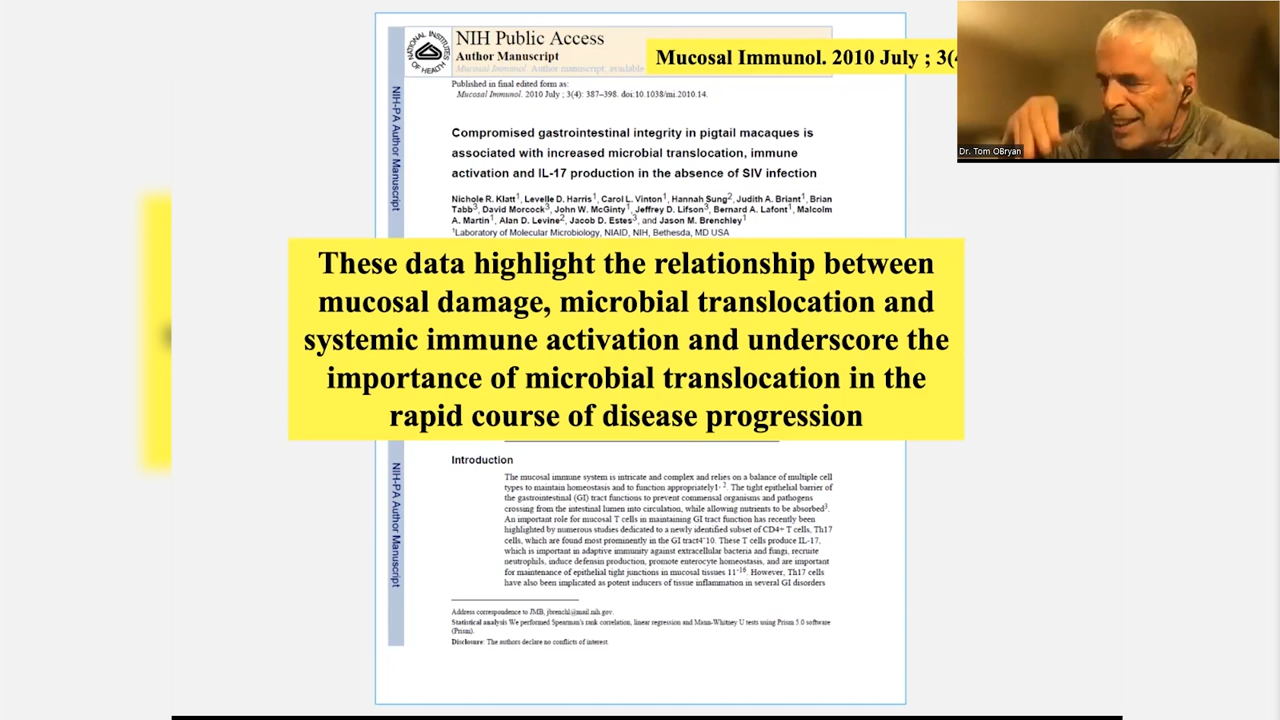 NIH Public Access
Author Manuscript
Mucosal Immunol. Author manuscript; available
Mucosal Immunol. 2010 July ; 3(4
Dr. Tom OBryan
NATIONAL INSTITUTES OF HEALTH
NIH-PA Author Manuscript
Published in final edited form as:
Mucosal Immunol. 2010 July ; 3(4): 387–398. doi:10.1038/mi.2010.14.
Compromised gastrointestinal integrity in pigtail macaques is
associated with increased microbial translocation, immune
activation and IL-17 production in the absence of SIV infection
Nichole R. Klatt1, Levelle D. Harris1, Carol L. Vinton1, Hannah Sung2, Judith A. Briant1, Brian
Tabb3, David Morcock3, John W. McGinty1, Jeffrey D. Lifson3, Bernard A. Lafont1, Malcolm
A. Martin1, Alan D. Levine2, Jacob D. Estes3, and Jason M. Brenchley1
1Laboratory of Molecular Microbiology, NIAID, NIH, Bethesda, MD USA
These data highlight the relationship between
mucosal damage, microbial translocation and
systemic immune activation and underscore the
importance of microbial translocation in the
rapid course of disease progression
NIH-PA Author Manuscript
Introduction
The mucosal immune system is intricate and complex and relies on a balance of multiple cell
types to maintain homeostasis and to function appropriately1, 2. The tight epithelial barrier of
the gastrointestinal (GI) tract functions to prevent commensal organisms and pathogens
crossing from the intestinal lumen into circulation, while allowing nutrients to be absorbed3.
An important role for mucosal T cells in maintaining GI tract function has recently been
highlighted by numerous studies dedicated to a newly identified subset of CD4+ T cells, Th17
cells, which are found most prominently in the GI tract4-10. These T cells produce IL-17,
which is important in adaptive immunity against extracellular bacteria and fungi, recruite
neutrophils, induce defensin production, promote enterocyte homeostasis, and are important
for maintenance of epithelial tight junctions in mucosal tissues 11-16. However, Th17 cells
have also been implicated as potent inducers of tissue inflammation in several GI disorders
Address correspondence to JMB, jbrenchl@mail.nih.gov.
Statistical analysis We performed Spearman's rank correlation, linear regression and Mann-Whitney U tests using Prism 5.0 software
(Prism).
Disclosure: The authors declare no conflicts of interest.